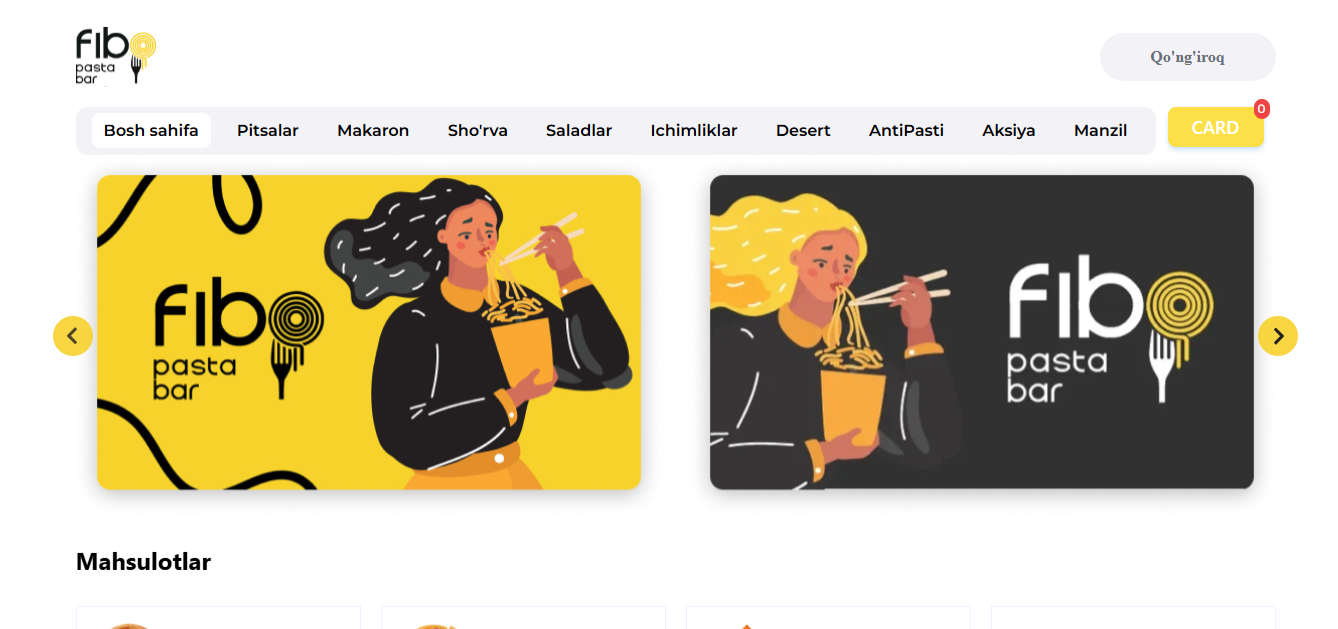 fibo
pasta
bar
Qo'ng'iroq
Bosh sahifa Pitsalar Makaron Sho'rva Saladlar Ichimliklar Desert AntiPasti Aksiya Manzil
CARD 0
fibo
pasta
bar
fibo
pasta
bar
Mahsulotlar